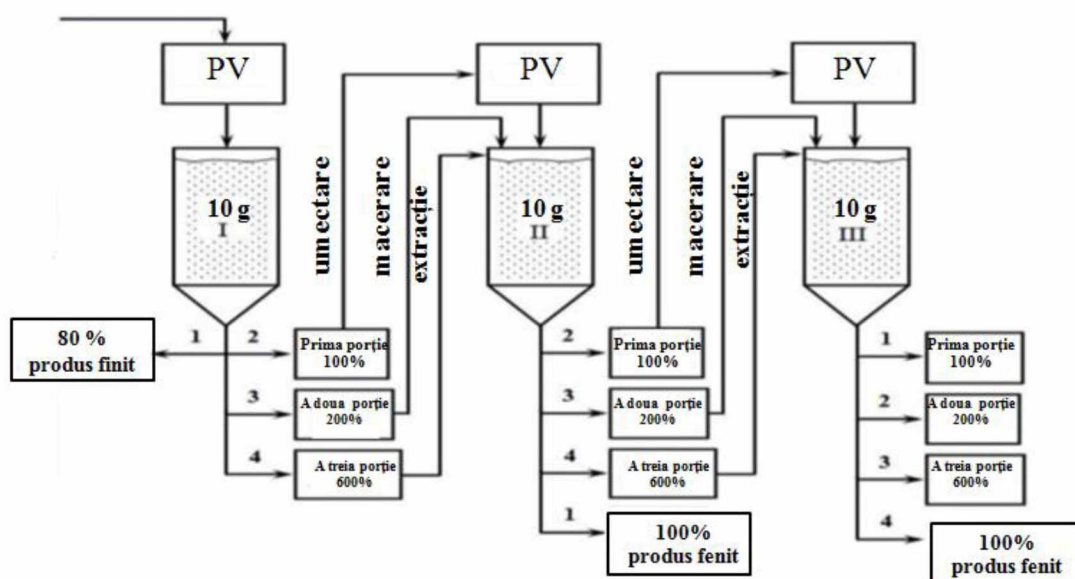 PV
PV
PV
umectare
macerare
extracție
umectare
macerare
extracție
10 g
I
10 g
II
10 g
III
80 %
produs finit
1
2
Prima porție
100%
3
A doua porție
200%
4
A treia porție
600%
2
Prima porție
100%
3
A doua porție
200%
4
A treia porție
600%
1
100%
produs fenit
1
Prima porție
100%
2
A doua porție
200%
3
A treia porție
600%
4
100%
produs fenit